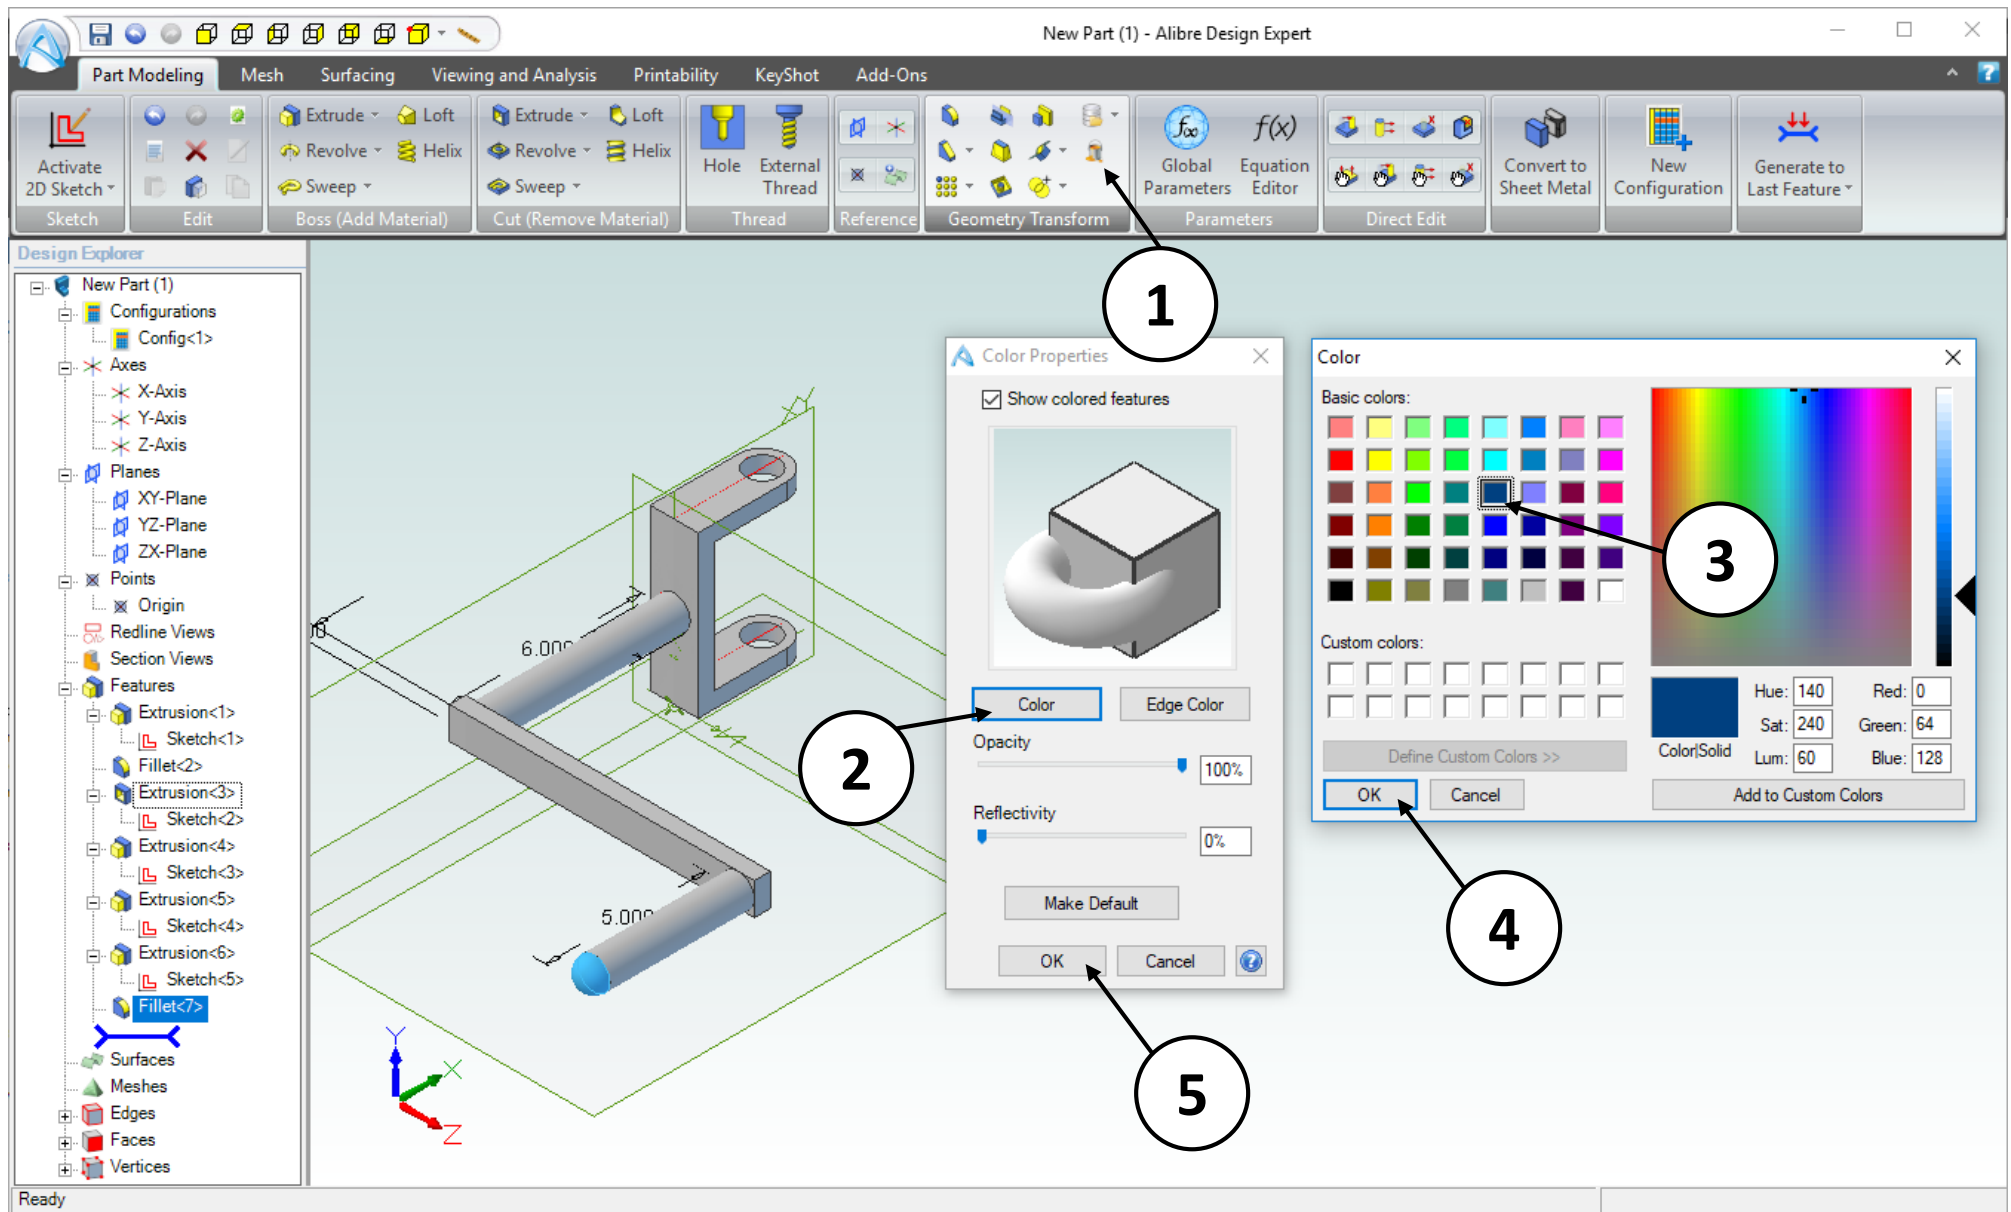 New Part (1) - Alibre Design Expert
Part Modeling Mesh Surfacing Viewing and Analysis Printability KeyShot Add-Ons
Activate
2D Sketch
Sketch
Edit
Extrude Loft
Revolve Helix
Sweep
Boss (Add Material)
Extrude Loft
Revolve Helix
Sweep
Cut (Remove Material)
Hole
External
Thread
Thread
Reference
Geometry Transform
Global
Parameters
f(x)
Equation
Editor
Parameters
Direct Edit
Convert to
Sheet Metal
New
Configuration
Generate to
Last Feature
Design Explorer
New Part (1)
Configurations
Config<1>
Axes
X-Axis
Y-Axis
Z-Axis
Planes
XY-Plane
YZ-Plane
ZX-Plane
Points
Origin
Redline Views
Section Views
Features
Extrusion<1>
Sketch<1>
Fillet<2>
Extrusion<3>
Sketch<2>
Extrusion<4>
Sketch<3>
Extrusion<5>
Sketch<4>
Extrusion<6>
Sketch<5>
Fillet<7>
Surfaces
Meshes
Edges
Faces
Vertices
Ready
6.000
5.000
Y
X
Z
1
2
3
4
5
Color Properties
Show colored features
Color Edge Color
Opacity
100%
Reflectivity
0%
Make Default
OK Cancel
Color
Basic colors:
Custom colors:
Define Custom Colors >>
OK Cancel
Color|Solid
Hue: 140 Red: 0
Sat: 240 Green: 64
Lum: 60 Blue: 128
Add to Custom Colors